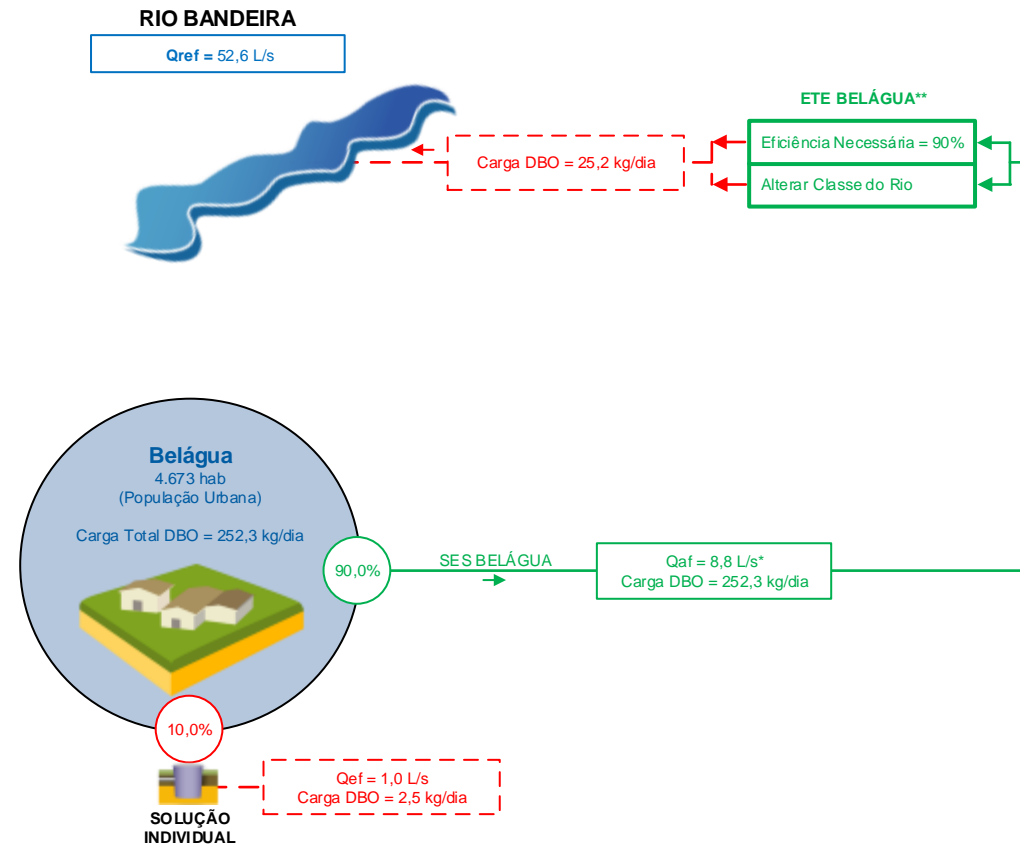 RIO BANDEIRA
Qref = 52,6 L/s
ETE BELÁGUA**
Eficiência Necessária = 90%
Carga DBO = 25,2 kg/dia
Alterar Classe do Rio
Belágua
4.673 hab
(População Urbana)
Carga Total DBO = 252,3 kg/dia
90,0%
SES BELÁGUA
Qaf = 8,8 L/s*
Carga DBO = 252,3 kg/dia
10,0%
Qef = 1,0 L/s
Carga DBO = 2,5 kg/dia
SOLUÇÃO
INDIVIDUAL